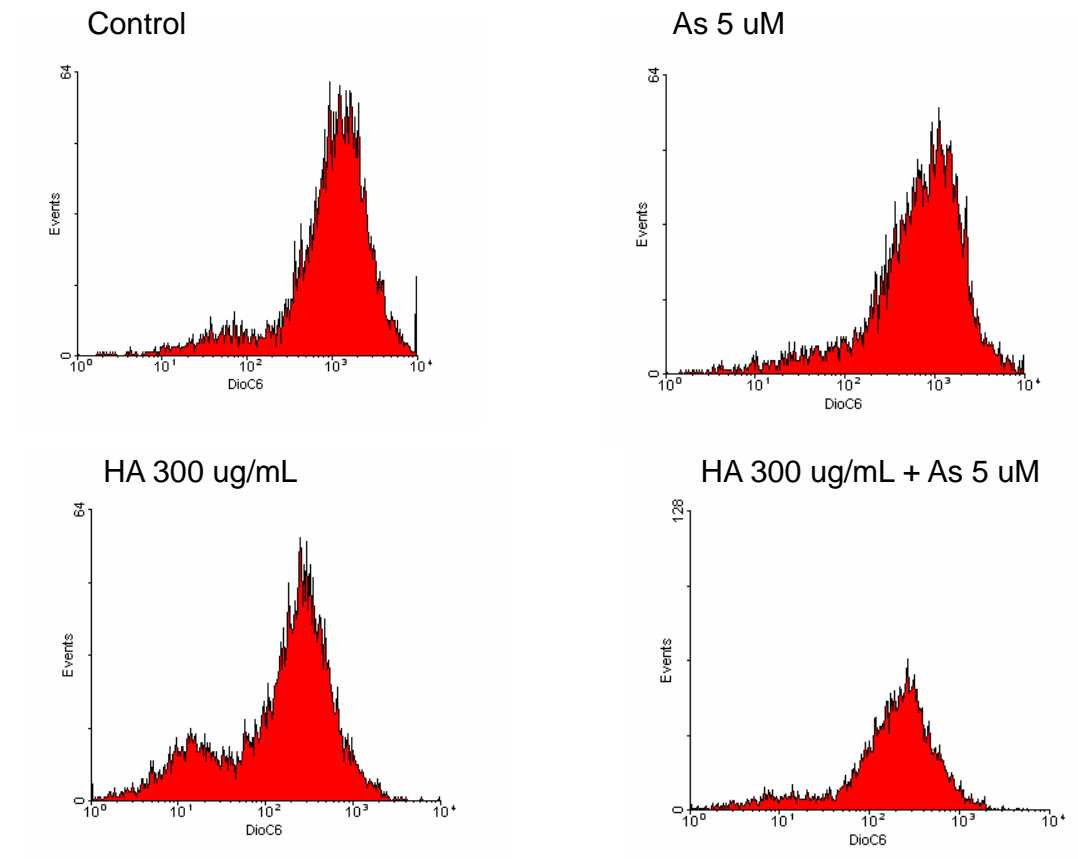 Control
As 5 uM
64
Events
0
10⁰ 10¹ 10² 10³ 10⁴
DioC6
64
Events
0
10⁰ 10¹ 10² 10³ 10⁴
DioC6
HA 300 ug/mL
HA 300 ug/mL + As 5 uM
64
Events
0
10⁰ 10¹ 10² 10³ 10⁴
DioC6
128
Events
0
10⁰ 10¹ 10² 10³ 10⁴
DioC6